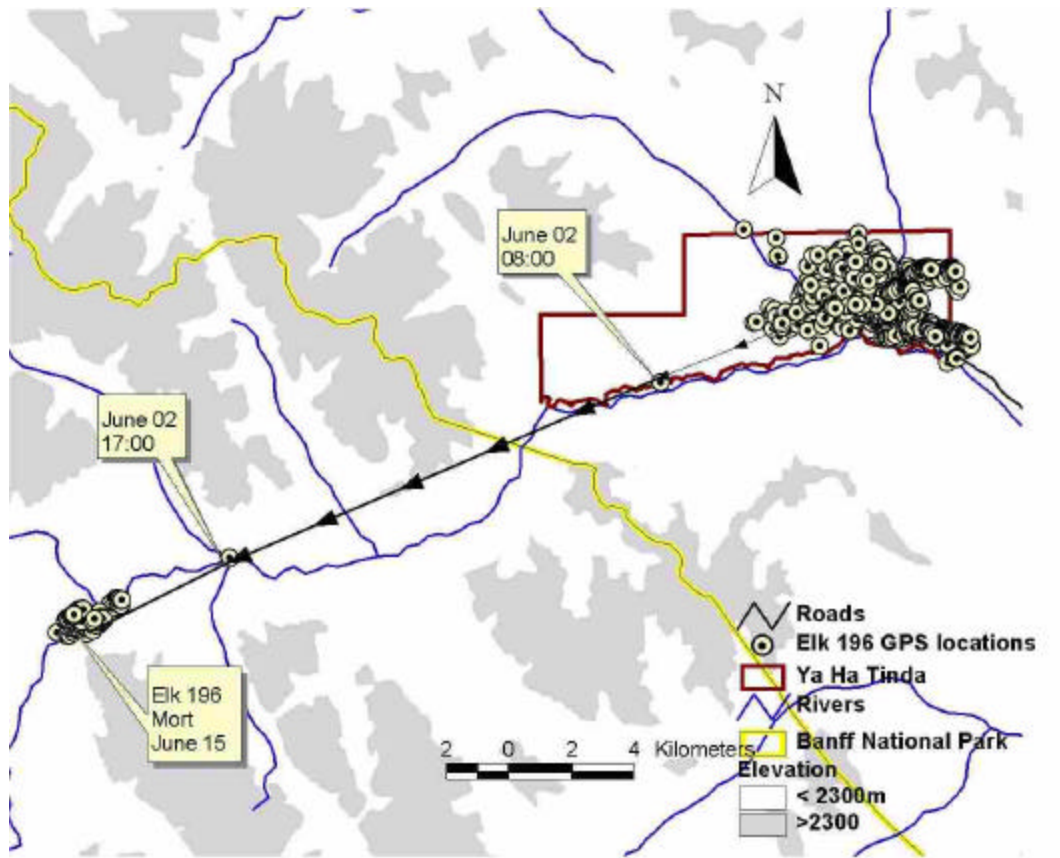 N
June 02
08:00
June 02
17:00
Elk 196
Mort
June 15
2 0 2 4 Kilometers
Roads
Elk 196 GPS locations
Ya Ha Tinda
Rivers
Banff National Park
Elevation
< 2300m
>2300